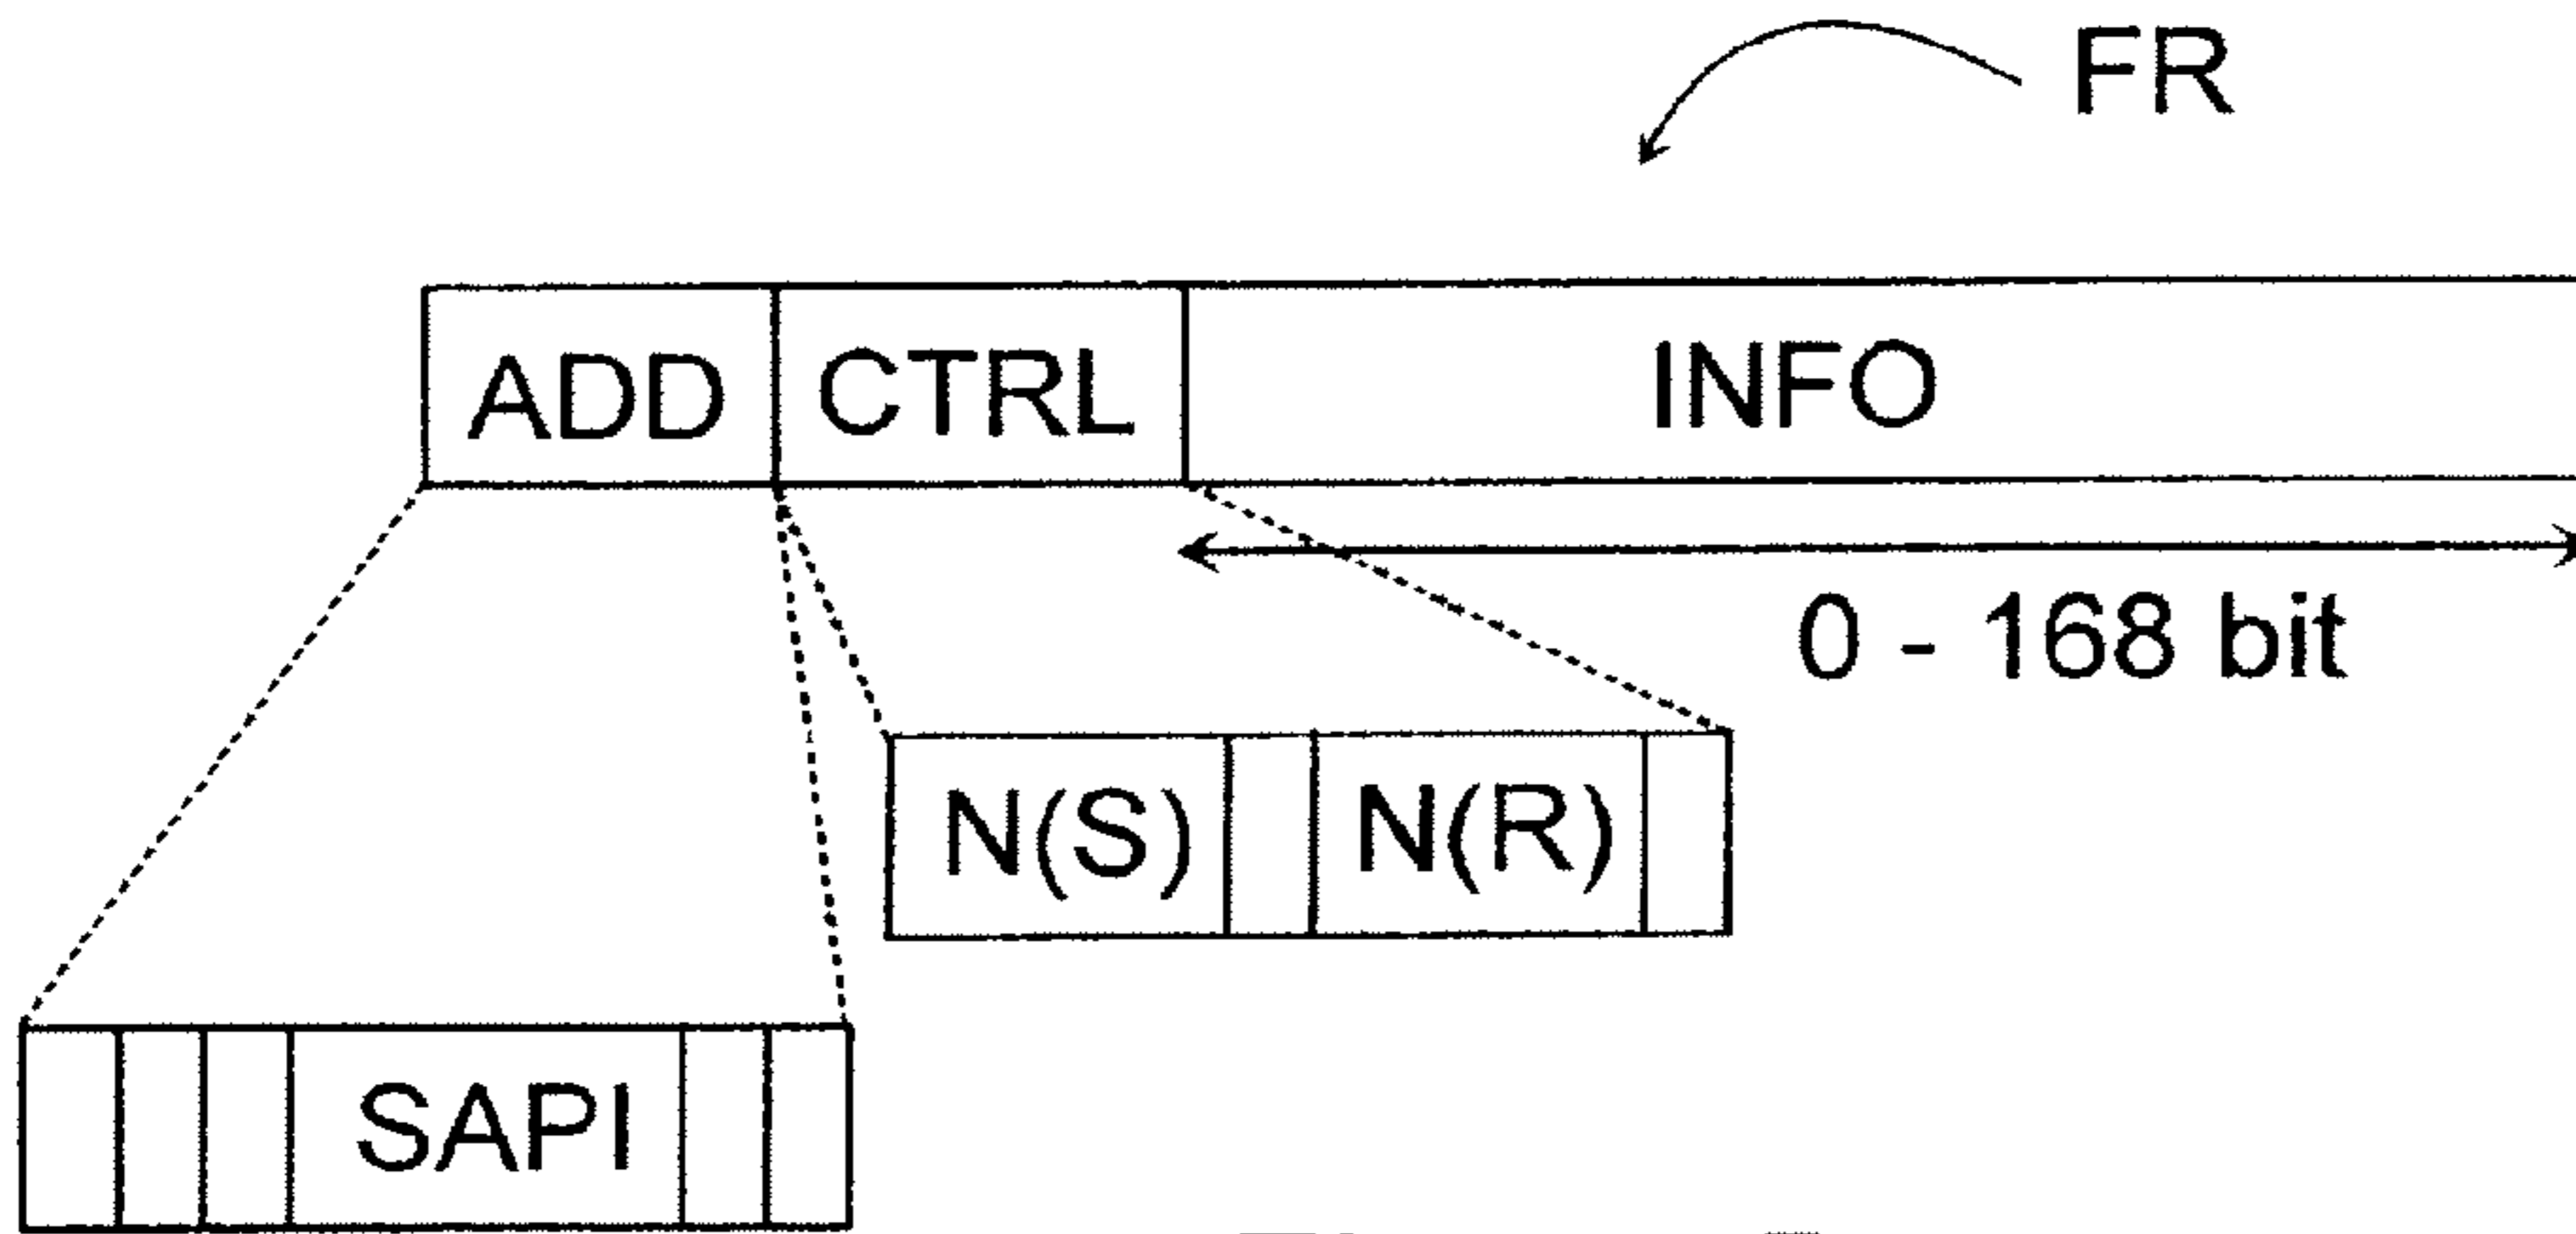 FR
ADD CTRL INFO
0 - 168 bit
N(S) N(R)
SAPI